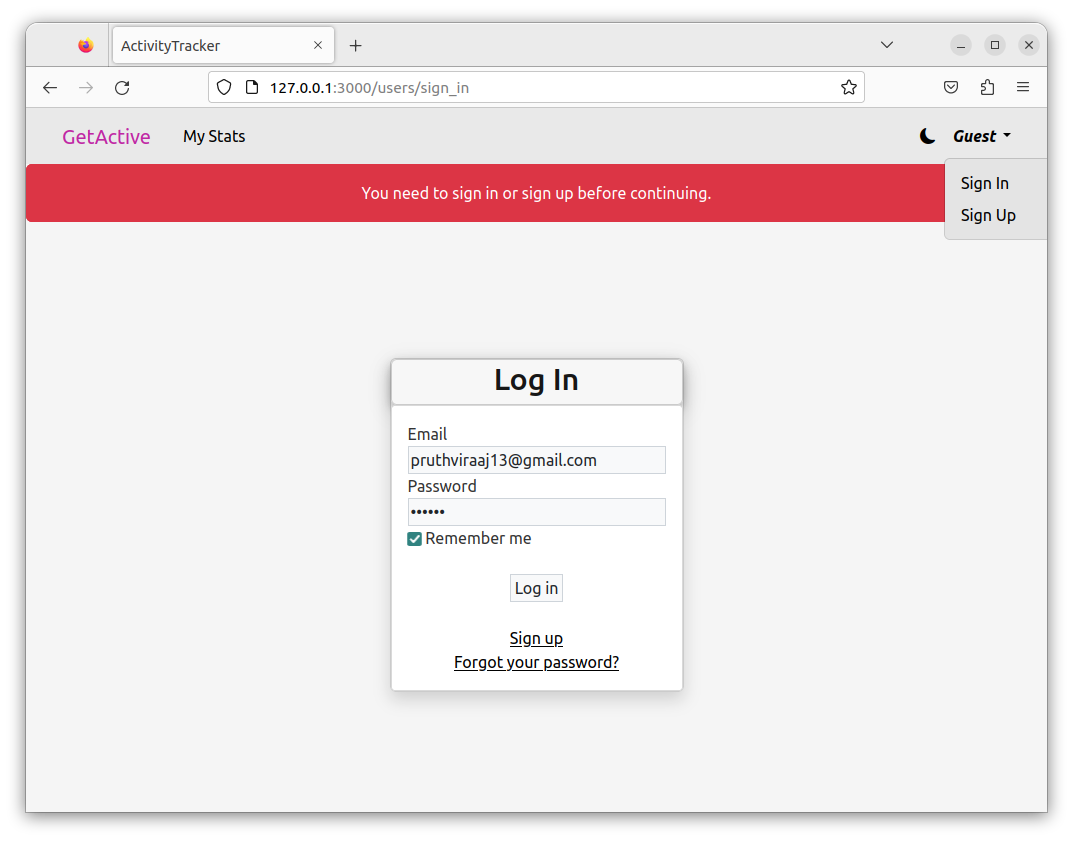 ActivityTracker
127.0.0.1:3000/users/sign_in
GetActive My Stats Guest
You need to sign in or sign up before continuing.
Sign In
Sign Up
Log In
Email
pruthviraaj13@gmail.com
Password
••••••
Remember me
Log in
Sign up
Forgot your password?